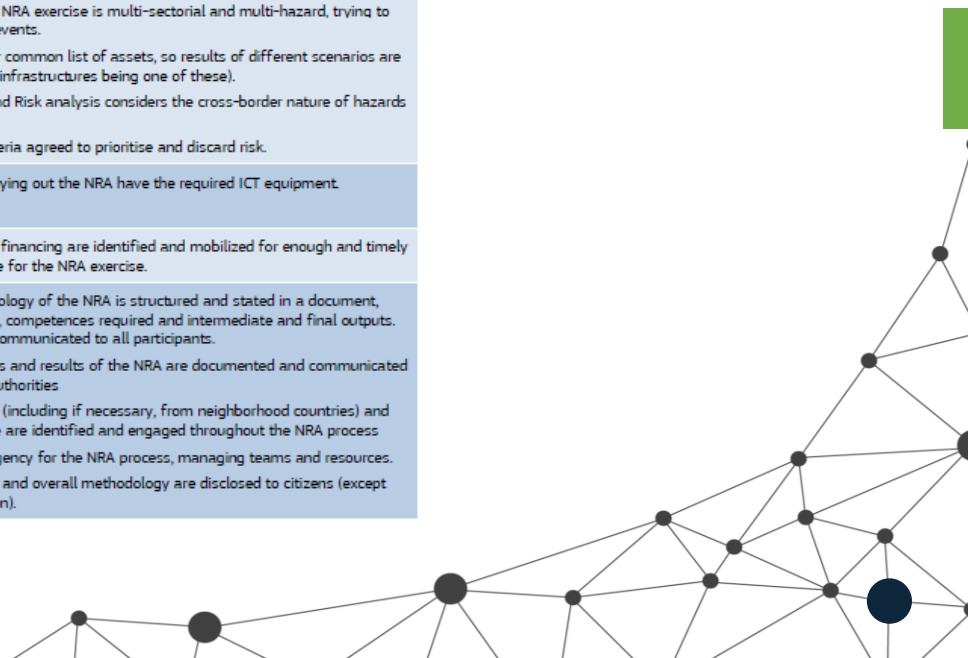 NRA exercise is multi-sectorial and multi-hazard, trying to
events.
common list of assets, so results of different scenarios are
infrastructures being one of these).
nd Risk analysis considers the cross-border nature of hazards
eria agreed to prioritise and discard risk.
ying out the NRA have the required ICT equipment.
financing are identified and mobilized for enough and timely
e for the NRA exercise.
ology of the NRA is structured and stated in a document,
, competences required and intermediate and final outputs.
ommunicated to all participants.
s and results of the NRA are documented and communicated
uthorities
(including if necessary, from neighborhood countries) and
e are identified and engaged throughout the NRA process
gency for the NRA process, managing teams and resources.
and overall methodology are disclosed to citizens (except
n).